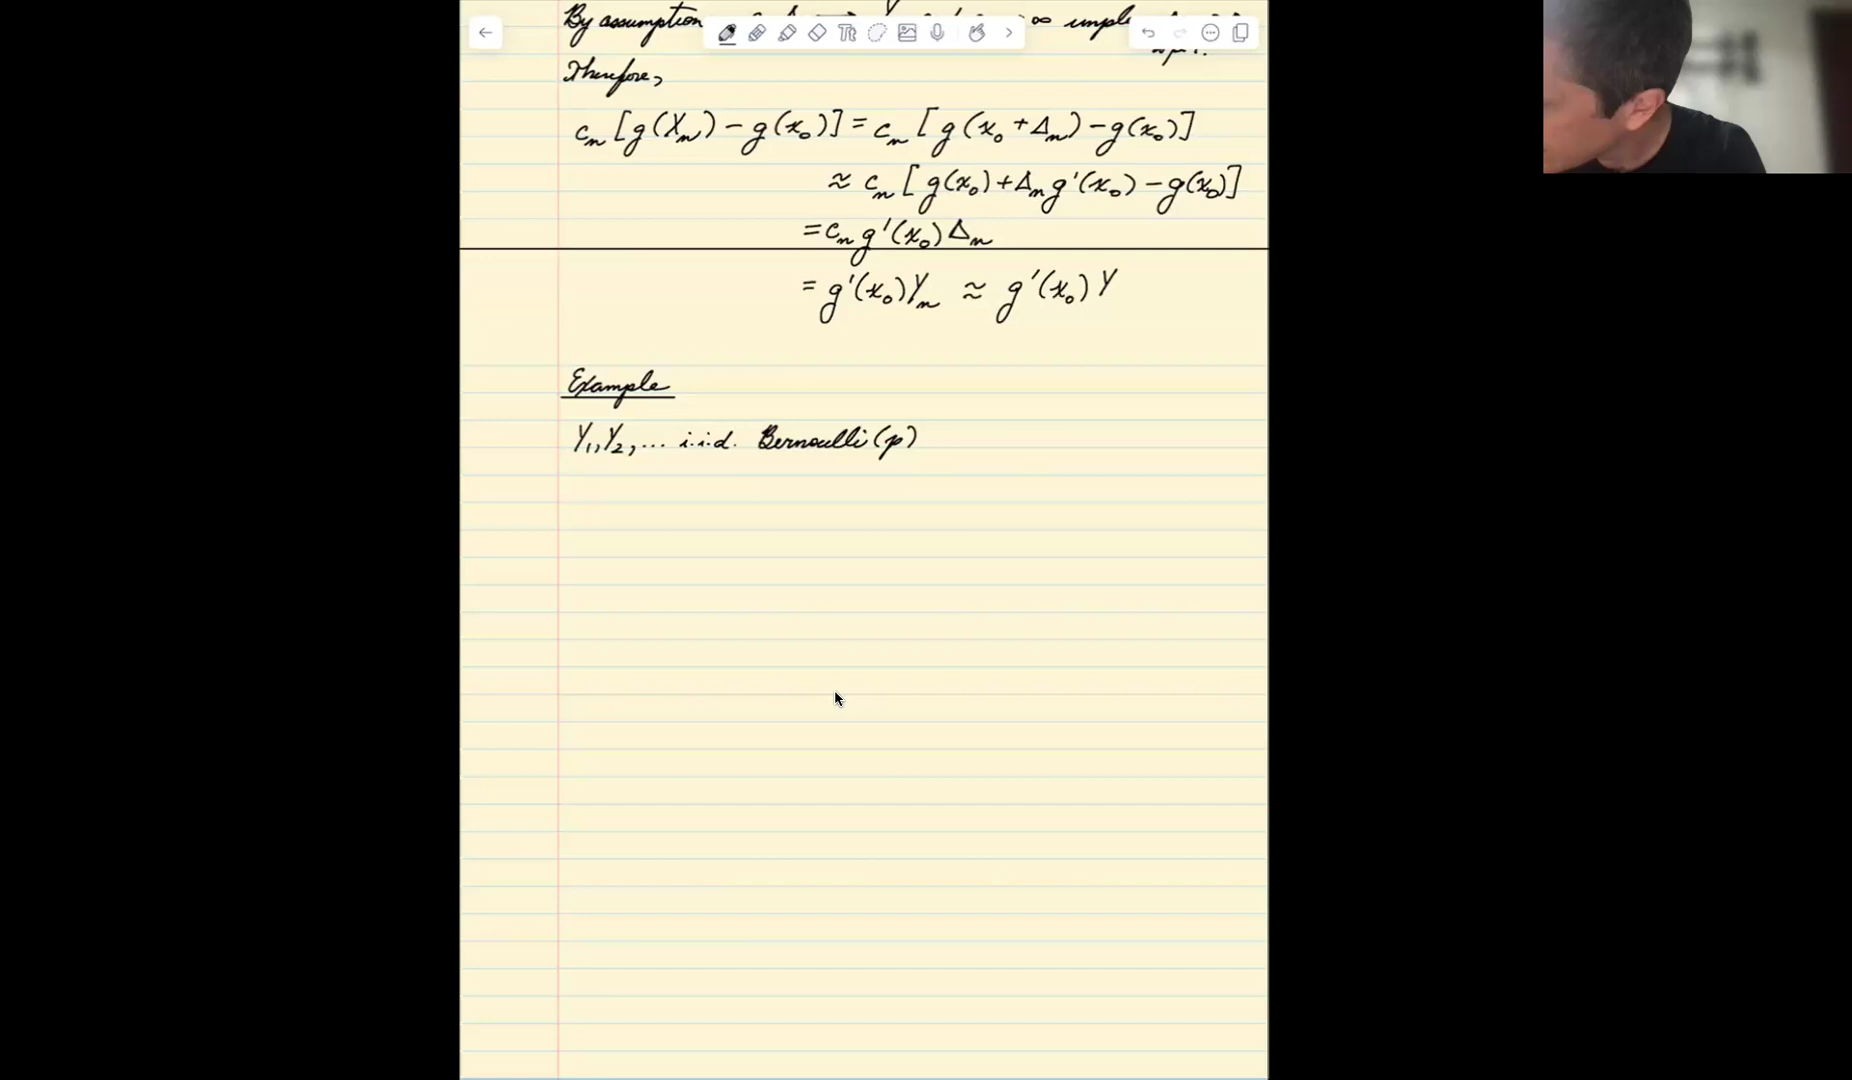 By assumption ∞
Therefore,
c_n [g(X_n) - g(x_0)] = c_n [g(x_0 + Δ_n) - g(x_0)]
≈ c_n [g(x_0) + Δ_n g'(x_0) - g(x_0)]
= c_n g'(x_0) Δ_n
= g'(x_0) Y_n ≈ g'(x_0) Y
Example
Y_1, Y_2, ... i.i.d. Bernoulli(p)